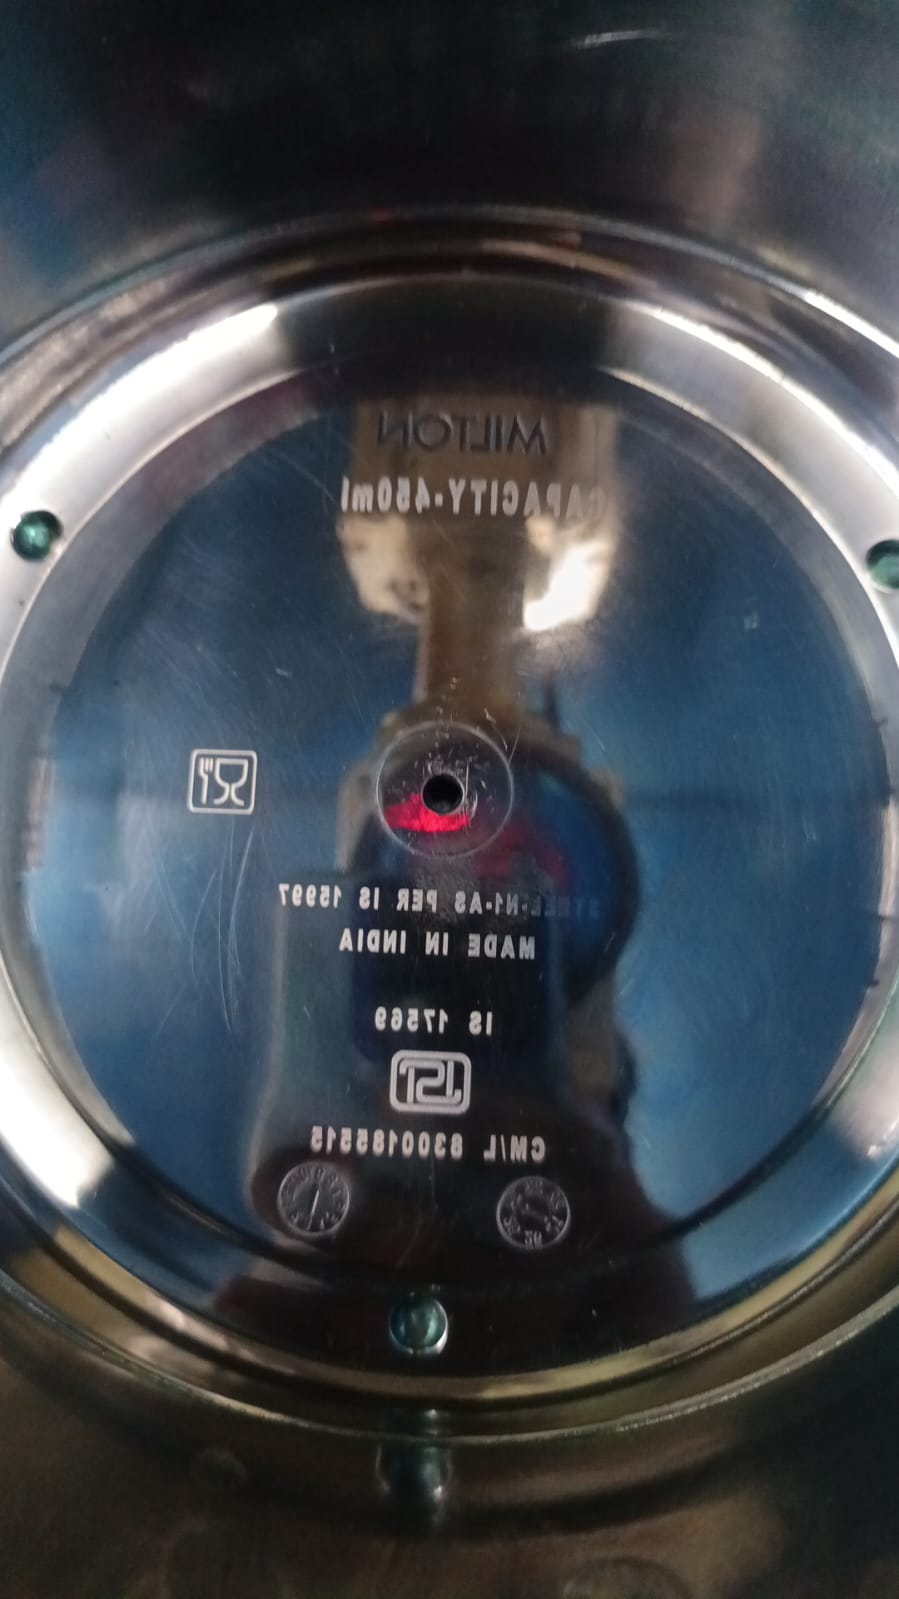 MILTON
CAPACITY-450ml
STEEL-N1-AS PER IS 15997
MADE IN INDIA
IS 17569
ISI
CM/L 8300185515